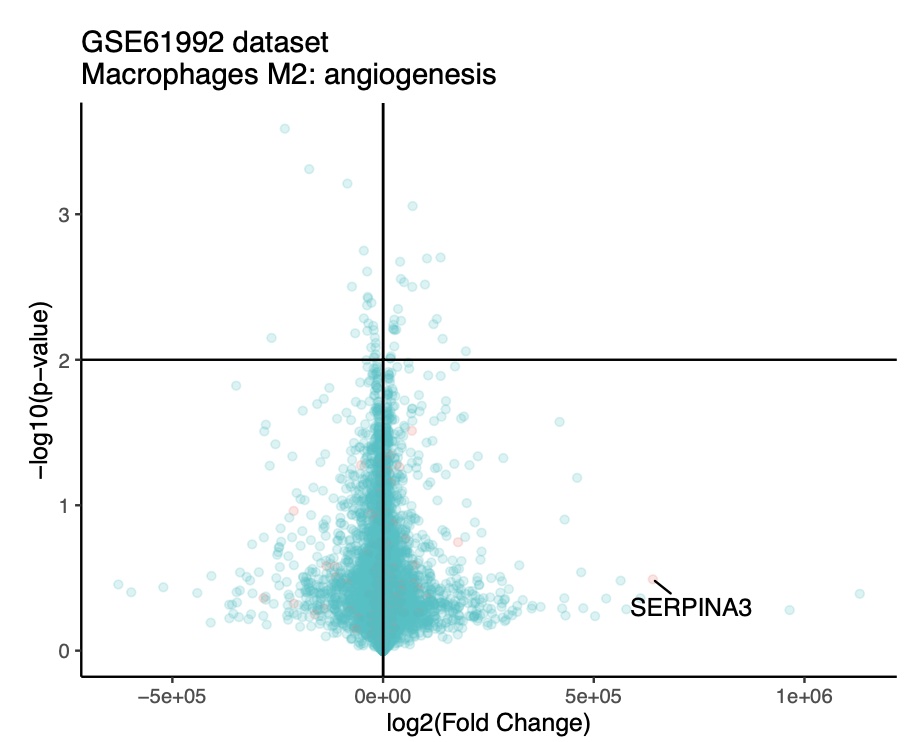 GSE61992 dataset
Macrophages M2: angiogenesis
−log10(p−value)
3
2
1
0
SERPINA3
−5e+05
0e+00
5e+05
1e+06
log2(Fold Change)